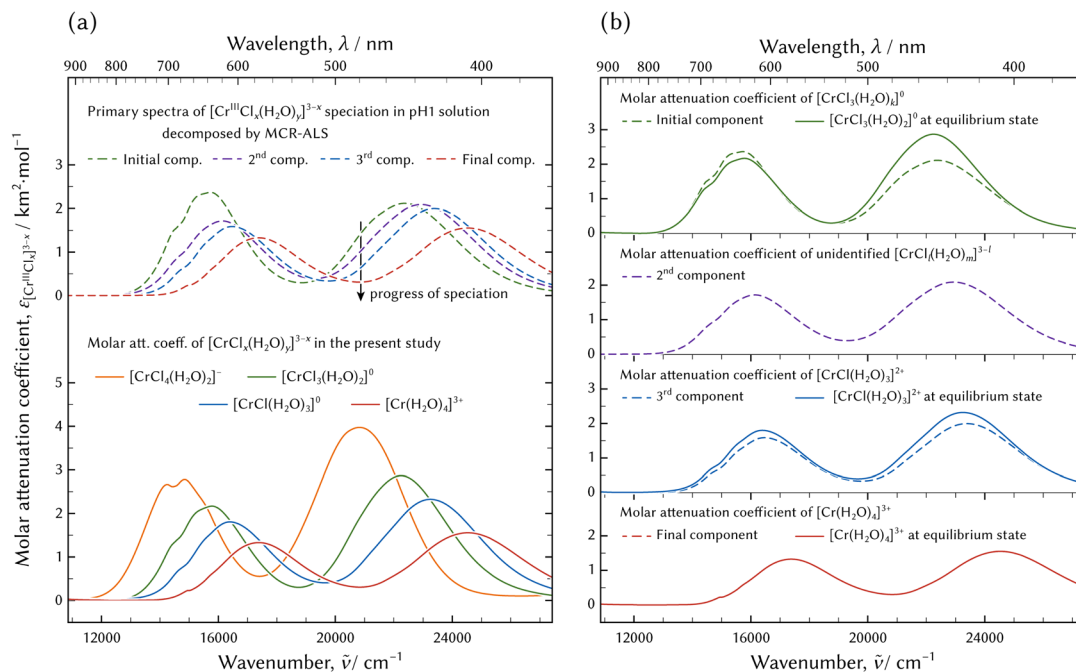 (a)
Wavelength, λ / nm
900 800 700 600 500 400
Primary spectra of [CrᴵᴵᴵClₓ(H₂O)ᵧ]³⁻ˣ speciation in pH1 solution
decomposed by MCR-ALS
Initial comp. 2ⁿᵈ comp. 3ʳᵈ comp. Final comp.
3
2
1
0
progress of speciation
Molar att. coeff. of [CrClₓ(H₂O)ᵧ]³⁻ˣ in the present study
[CrCl₄(H₂O)₂]⁻ [CrCl₃(H₂O)₂]⁰
[CrCl(H₂O)₃]⁰ [Cr(H₂O)₄]³⁺
5
4
3
2
1
0
12000 16000 20000 24000
Wavenumber, ṽ/ cm⁻¹
Molar attenuation coefficient, ε[CrᴵᴵᴵClₖ]³⁻ˣ / km²·mol⁻¹
(b)
Wavelength, λ / nm
900 800 700 600 500 400
Molar attenuation coefficient of [CrCl₃(H₂O)ₖ]⁰
Initial component [CrCl₃(H₂O)₂]⁰ at equilibrium state
3
2
1
0
Molar attenuation coefficient of unidentified [CrClₗ(H₂O)ₘ]³⁻ˡ
2ⁿᵈ component
2
1
0
Molar attenuation coefficient of [CrCl(H₂O)₃]²⁺
3ʳᵈ component [CrCl(H₂O)₃]²⁺ at equilibrium state
3
2
1
0
Molar attenuation coefficient of [Cr(H₂O)₄]³⁺
Final component [Cr(H₂O)₄]³⁺ at equilibrium state
2
1
0
12000 16000 20000 24000
Wavenumber, ṽ/ cm⁻¹